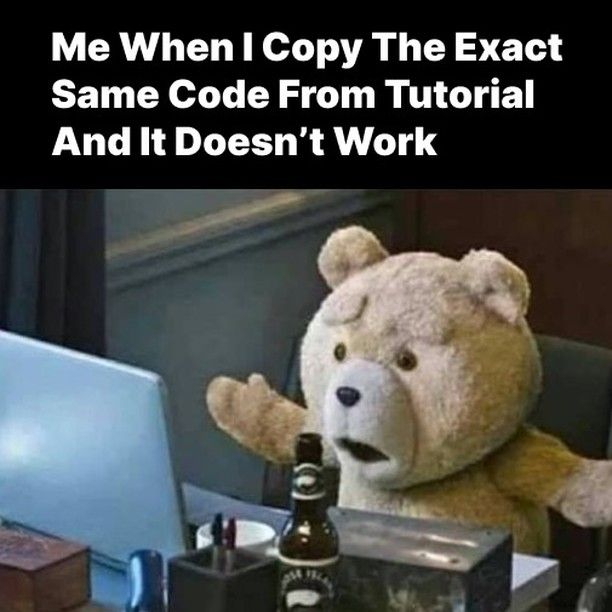 Me When I Copy The Exact
Same Code From Tutorial
And It Doesn't Work